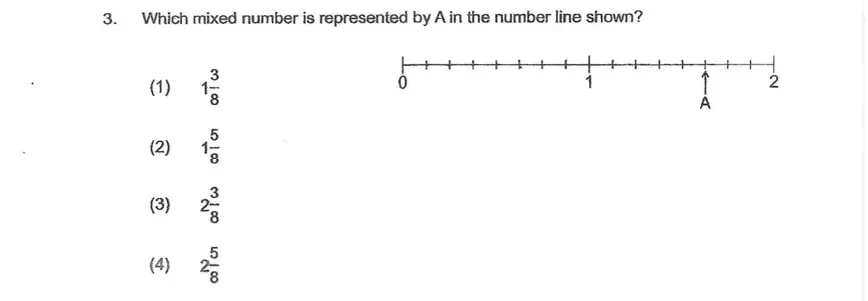 3. Which mixed number is represented by A in the number line shown?
0 1 2
A
(1) 1 3/8
(2) 1 5/8
(3) 2 3/8
(4) 2 5/8